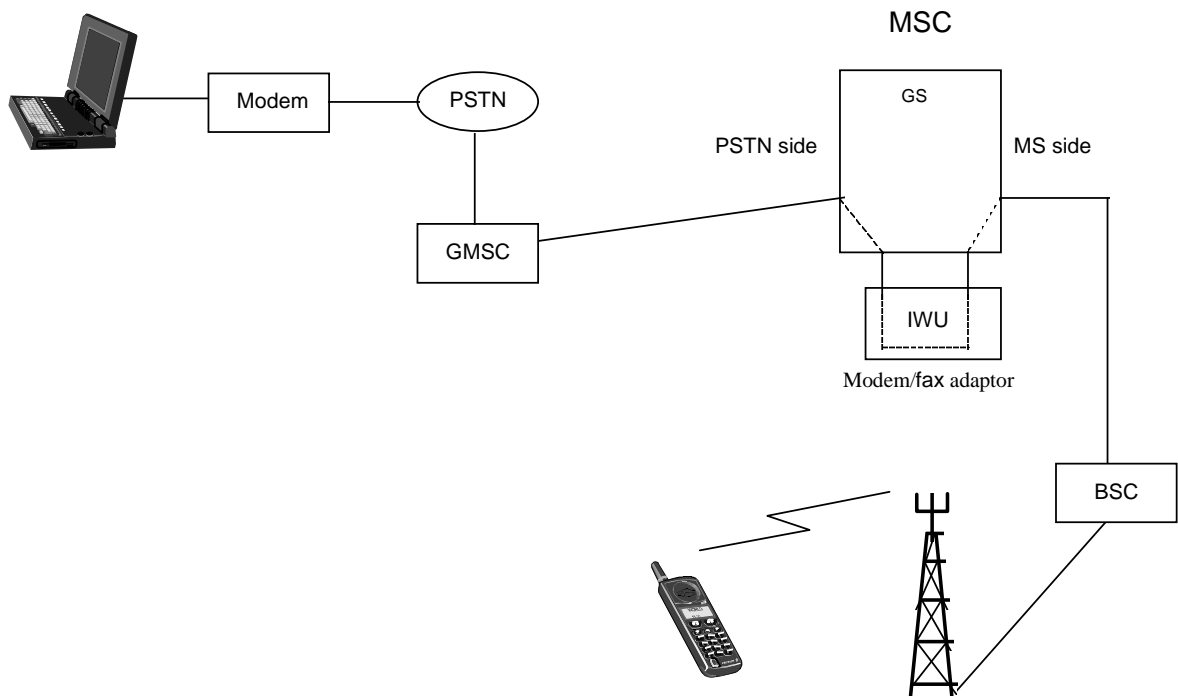 MSC
Modem
PSTN
GS
PSTN side
MS side
GMSC
IWU
Modem/fax adaptor
BSC